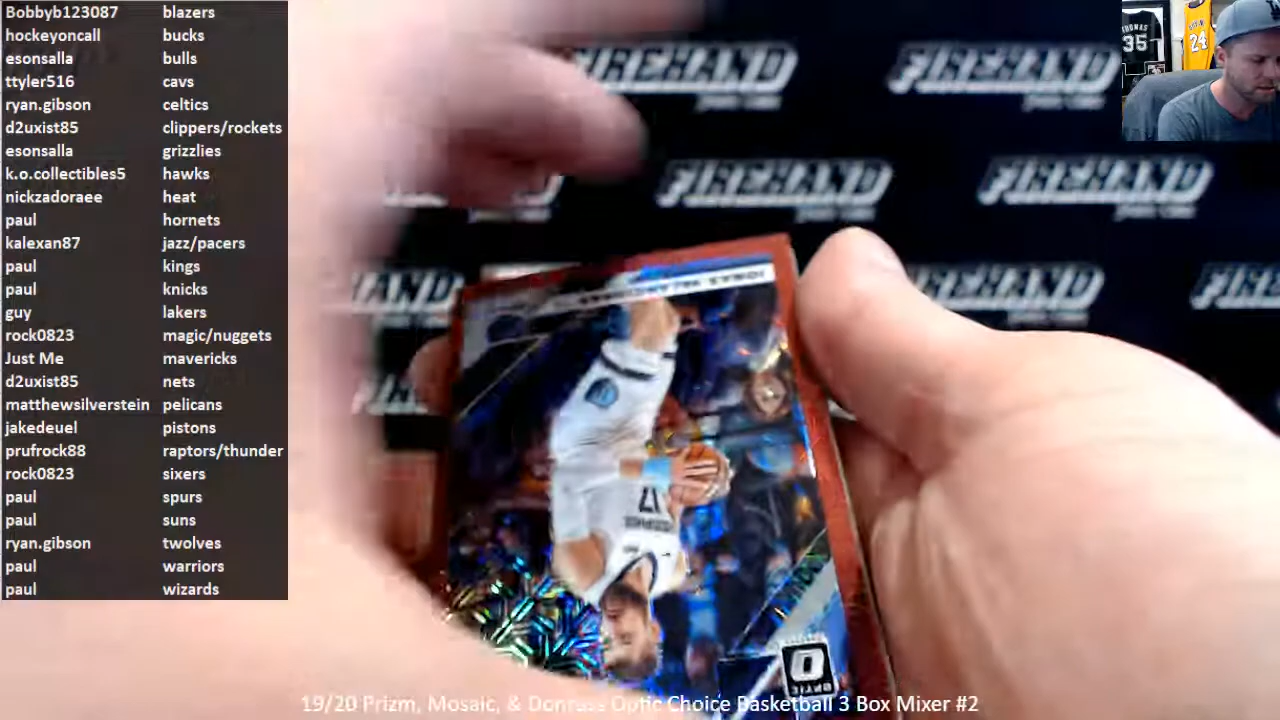 Bobbyb123087 blazers
hockeyoncall bucks
esonsalla bulls
ttyler516 cavs
ryan.gibson celtics
d2uxist85 clippers/rockets
esonsalla grizzlies
k.o.collectibles5 hawks
nickzadoraee heat
paul hornets
kalexan87 jazz/pacers
paul kings
paul knicks
guy lakers
rock0823 magic/nuggets
Just Me mavericks
d2uxist85 nets
matthewsilverstein pelicans
jakedeuel pistons
prufrock88 raptors/thunder
rock0823 sixers
paul spurs
paul suns
ryan.gibson twolves
paul warriors
paul wizards
35
24
FIREHAND
FIREHAND
FIREHAND
FIREHAND
FIREHAND
17
OPTIC
19/20 Prizm, Mosaic, & Donruss Optic Choice Basketball 3 Box Mixer #2